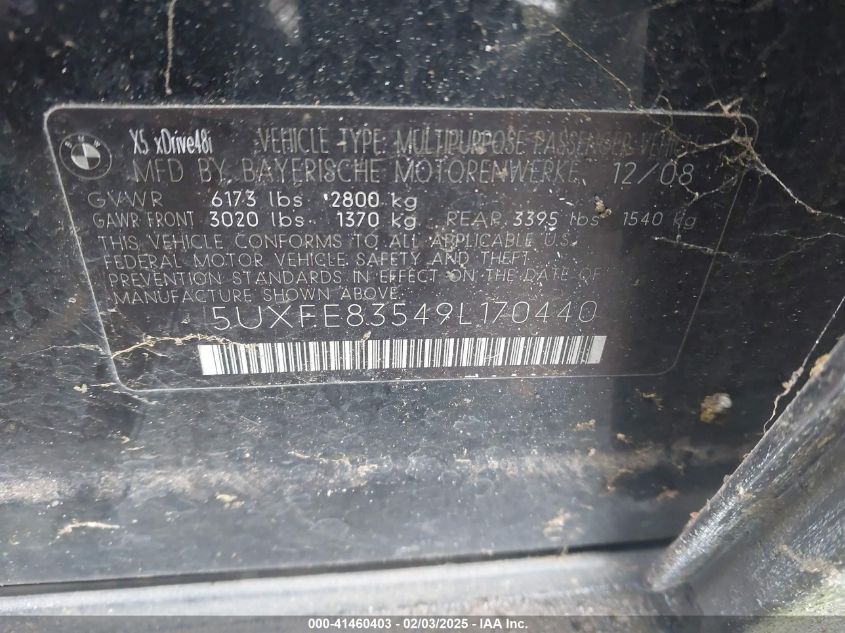 X5 xDrive48i VEHICLE TYPE: MULTIPURPOSE PASSENGER VEHICLE
MFD BY BAYERISCHE MOTORENWERKE 12/08
GVWR 6173 lbs 2800 kg
GAWR FRONT 3020 lbs 1370 kg REAR 3395 lbs 1540 kg
THIS VEHICLE CONFORMS TO ALL APPLICABLE U.S.
FEDERAL MOTOR VEHICLE SAFETY AND THEFT
PREVENTION STANDARDS IN EFFECT ON THE DATE OF
MANUFACTURE SHOWN ABOVE.
5UXFE83549L170440
000-41460403 - 02/03/2025 - IAA Inc.